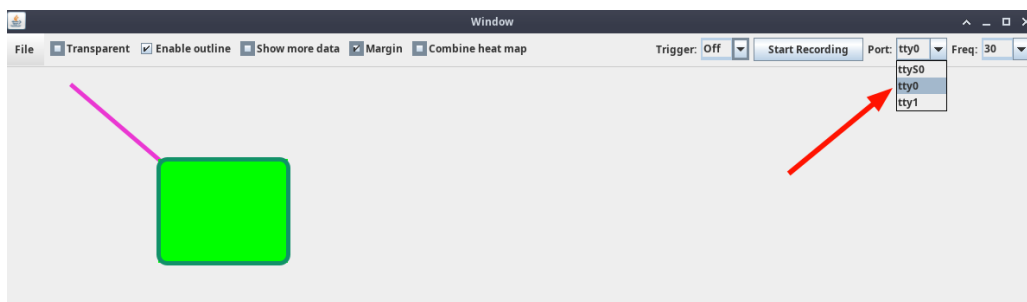 Window
File Transparent Enable outline Show more data Margin Combine heat map Trigger: Off Start Recording Port: tty0 Freq: 30
ttyS0
tty0
tty1